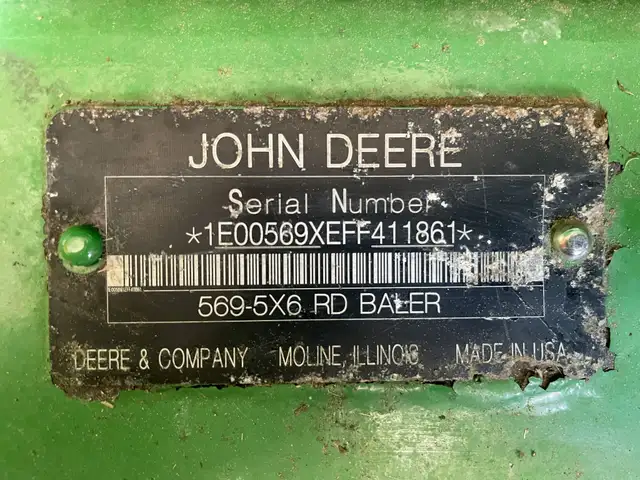 JOHN DEERE
Serial Number
*1E00569XEFF411861*
569-5X6 RD BALER
DEERE & COMPANY MOLINE, ILLINOIS MADE IN USA